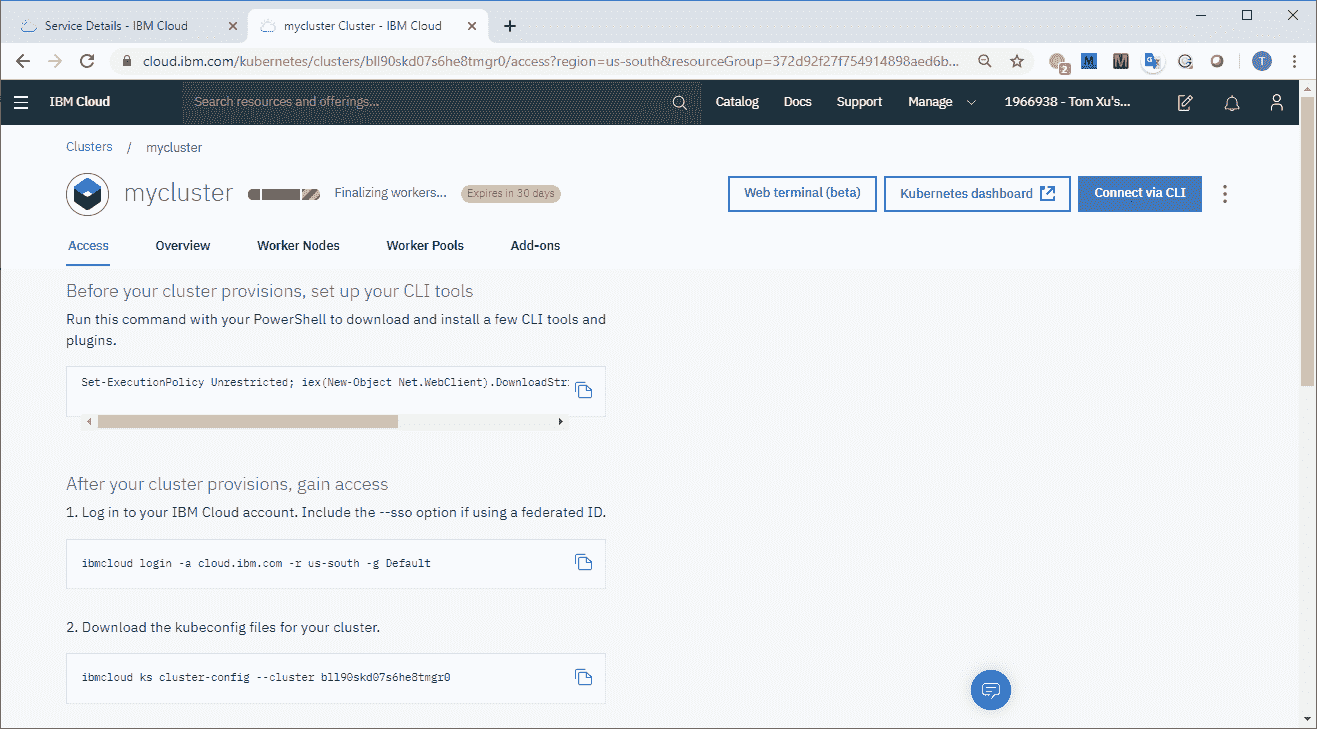 Service Details - IBM Cloud
mycluster Cluster - IBM Cloud
cloud.ibm.com/kubernetes/clusters/bll90skd07s6he8tmgr0/access?region=us-south&resourceGroup=372d92f27f754914898aed6b...
2
M
M
G
T
IBM Cloud
Search resources and offerings...
Catalog
Docs
Support
Manage
1966938 - Tom Xu's...
Clusters / mycluster
mycluster
Finalizing workers...
Expires in 30 days
Web terminal (beta)
Kubernetes dashboard
Connect via CLI
Access
Overview
Worker Nodes
Worker Pools
Add-ons
Before your cluster provisions, set up your CLI tools
Run this command with your PowerShell to download and install a few CLI tools and
plugins.
Set-ExecutionPolicy Unrestricted; iex(New-Object Net.WebClient).DownloadStr
After your cluster provisions, gain access
1. Log in to your IBM Cloud account. Include the --sso option if using a federated ID.
ibmcloud login -a cloud.ibm.com -r us-south -g Default
2. Download the kubeconfig files for your cluster.
ibmcloud ks cluster-config --cluster bll90skd07s6he8tmgr0